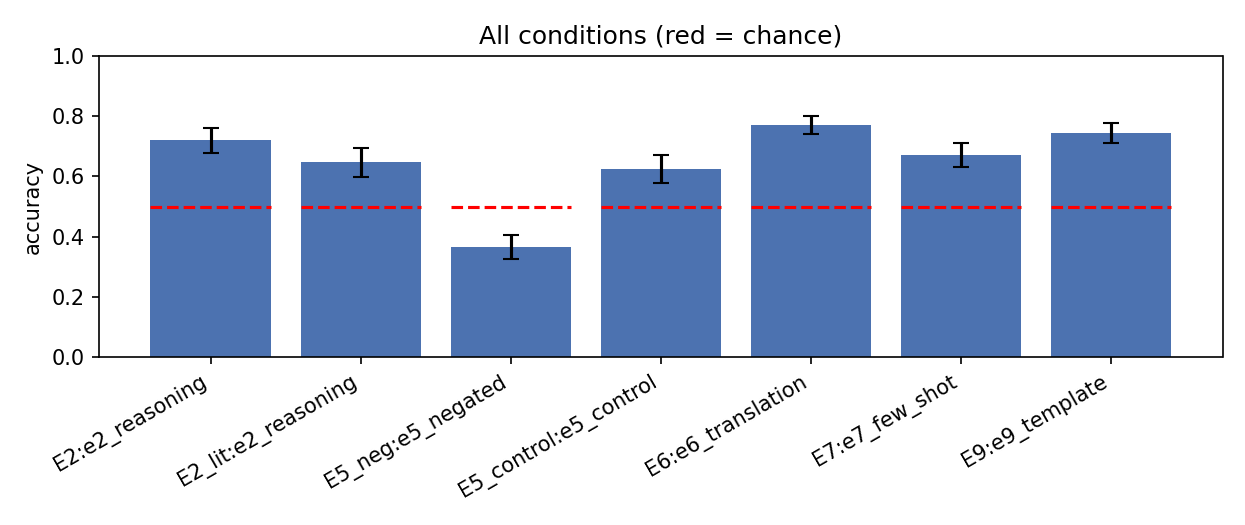 All conditions (red = chance)
1.0
0.8
0.6
0.4
0.2
0.0
accuracy
E2:e2_reasoning
E2_lit:e2_reasoning
E5_neg:e5_negated
E5_control:e5_control
E6:e6_translation
E7:e7_few_shot
E9:e9_template